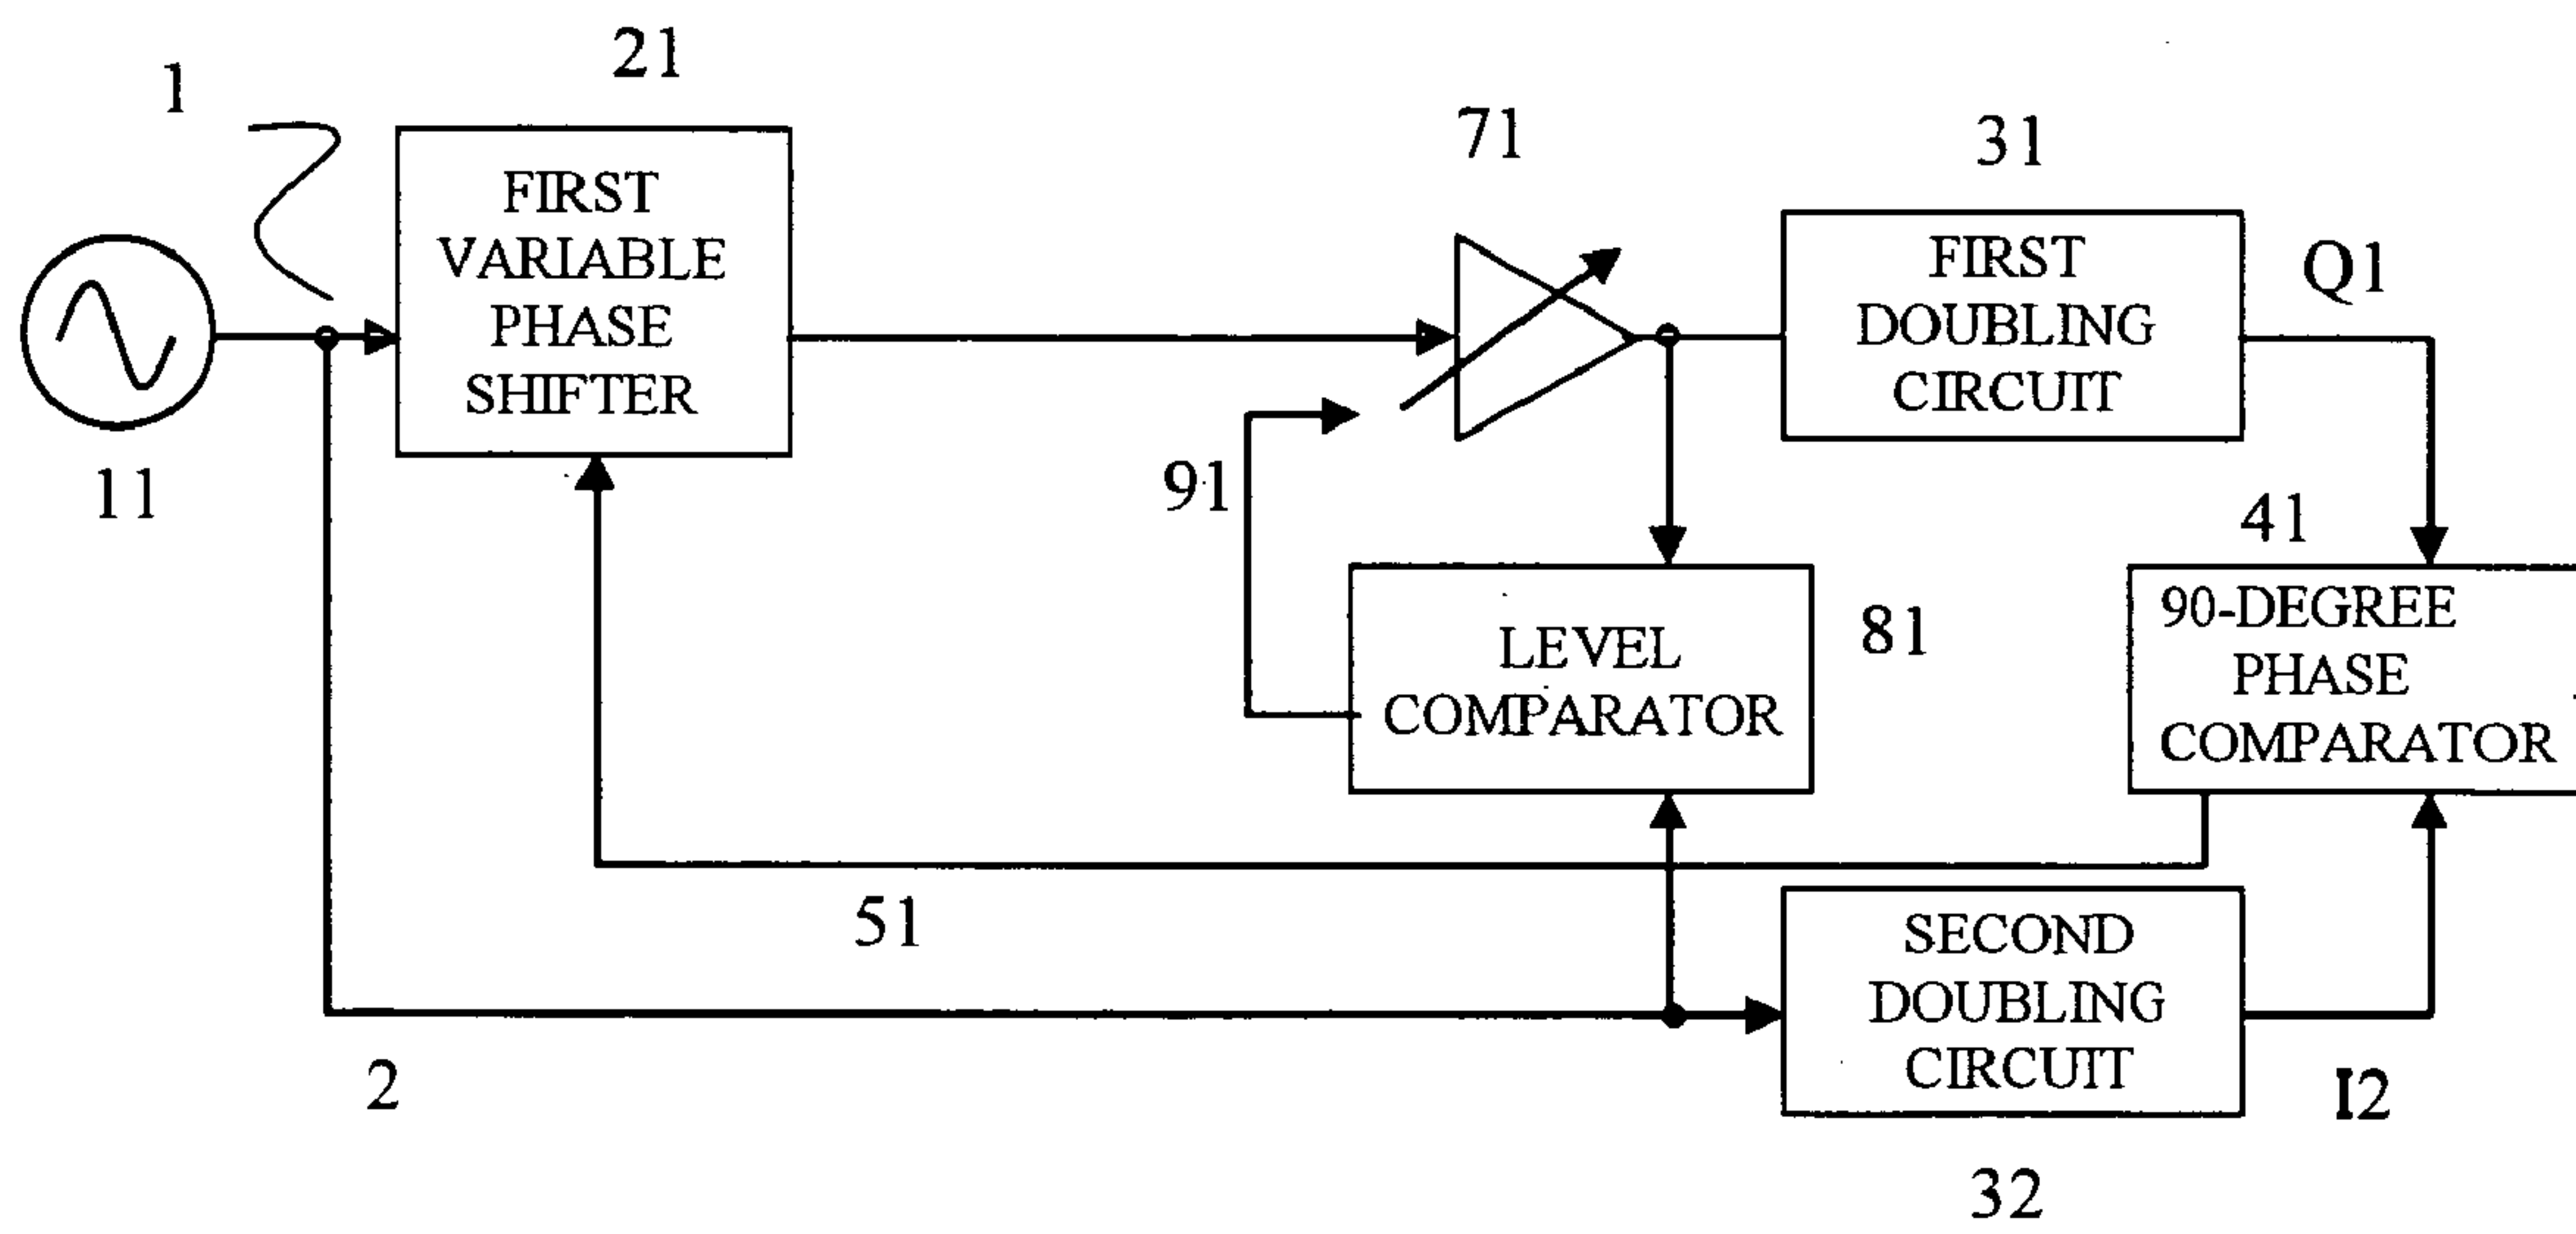 21
1
FIRST
VARIABLE
PHASE
SHIFTER
11
71
31
FIRST
DOUBLING
CIRCUIT
Q1
91
41
LEVEL
COMPARATOR
81
90-DEGREE
PHASE
COMPARATOR
51
2
SECOND
DOUBLING
CIRCUIT
I2
32